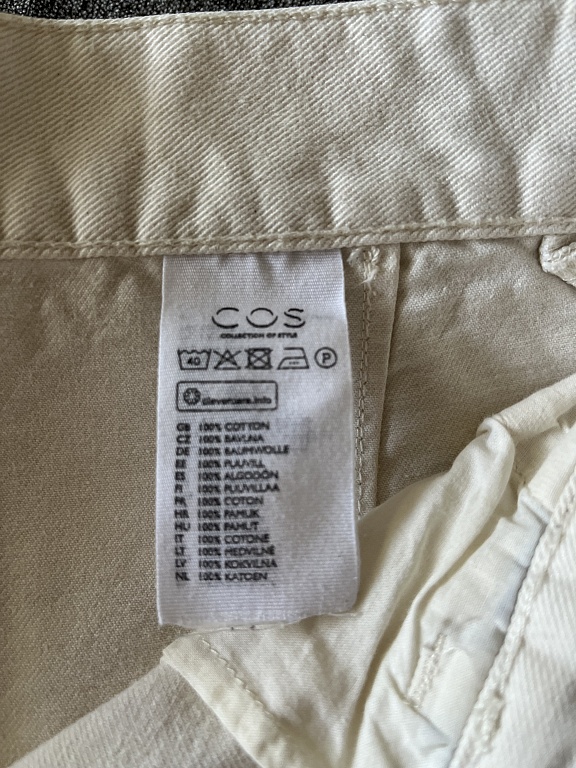 COS
COLLECTION OF STYLE
40 P
clevercare.info
GB 100% COTTON
CZ 100% BAVLNA
DE 100% BAUMWOLLE
EE 100% PUUVILL
ES 100% ALGODÓN
FI 100% PUUVILLAA
FR 100% COTON
HR 100% PAMUK
HU 100% PAMUT
IT 100% COTONE
LT 100% MEDVILNĖ
LV 100% KOKVILNA
NL 100% KATOEN